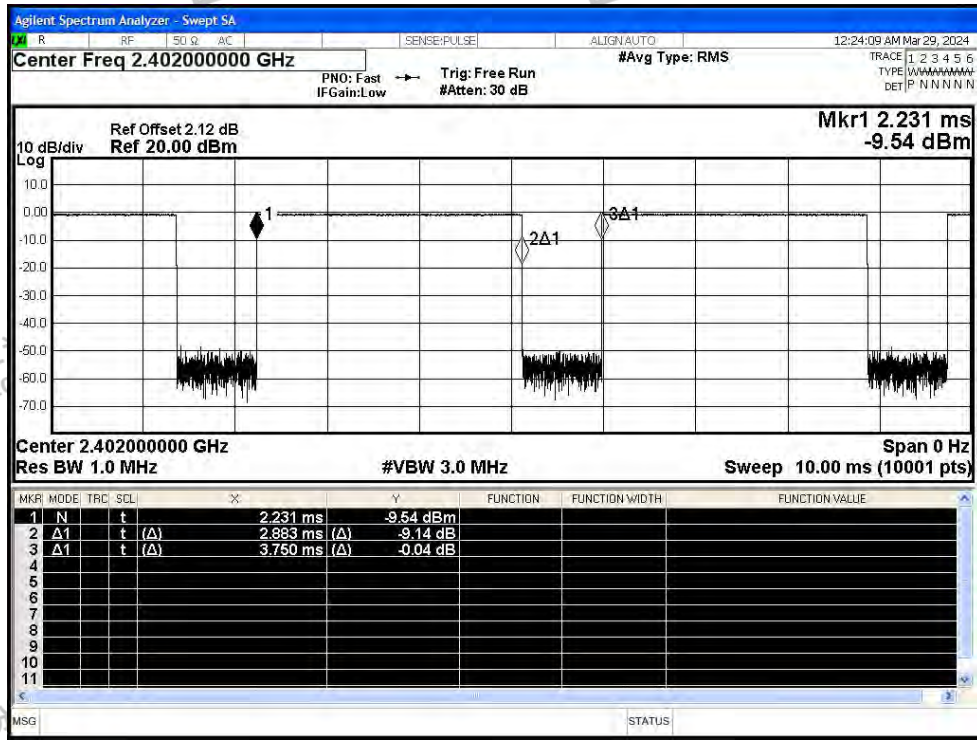 Agilent Spectrum Analyzer - Swept SA
LXI R RF 50 Ω AC SENSE:PULSE ALIGN AUTO 12:24:09 AM Mar 29, 2024
Center Freq 2.402000000 GHz #Avg Type: RMS TRACE 1 2 3 4 5 6
PNO: Fast Trig: Free Run TYPE WWWWWW
IFGain:Low #Atten: 30 dB DET P N N N N N
Mkr1 2.231 ms
Ref Offset 2.12 dB
10 dB/div Ref 20.00 dBm -9.54 dBm
Log
10.0
0.00 1 3Δ1
-10.0 2Δ1
-20.0
-30.0
-40.0
-50.0
-60.0
-70.0
Center 2.402000000 GHz Span 0 Hz
Res BW 1.0 MHz #VBW 3.0 MHz Sweep 10.00 ms (10001 pts)
MKR MODE TRC SCL X Y FUNCTION FUNCTION WIDTH FUNCTION VALUE
1 N t 2.231 ms -9.54 dBm
2 Δ1 t (Δ) 2.883 ms (Δ) -9.14 dB
3 Δ1 t (Δ) 3.750 ms (Δ) -0.04 dB
4
5
6
7
8
9
10
11
MSG STATUS